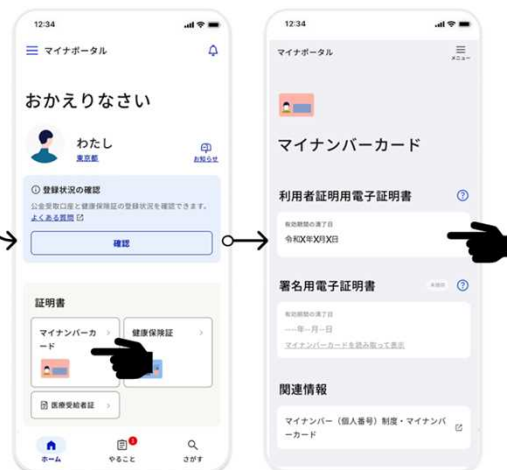 12:34
マイナポータル
おかえりなさい
わたし
東京都
お知らせ
登録状況の確認
公金受取口座と健康保険証の登録状況を確認できます。
よくある質問
確認
証明書
マイナンバーカ
ード
健康保険証
医療受給者証
ホーム
やること
さがす
12:34
マイナポータル
メニュー
マイナンバーカード
利用者証明用電子証明書
有効期間の満了日
令和X年X月X日
署名用電子証明書
有効期間の満了日
---年--月--日
マイナンバーカードを読み取って表示
関連情報
マイナンバー（個人番号）制度・マイナンバ
ーカード